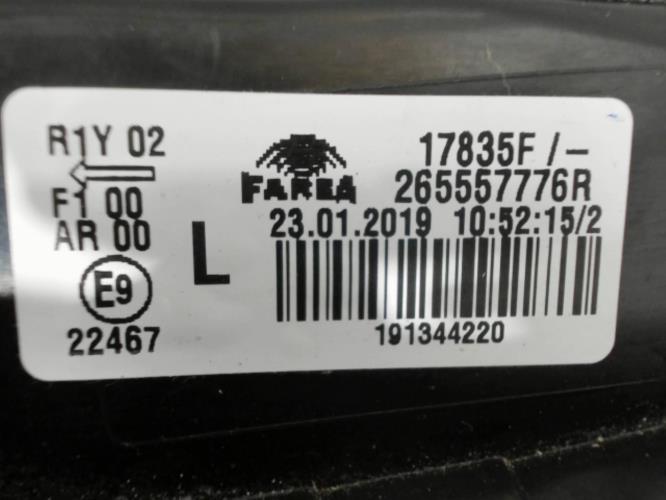 R1Y 02
F1 00
AR 00
E9
22467
L
FARBA
17835F /-
265557776R
23.01.2019 10:52:15/2
191344220